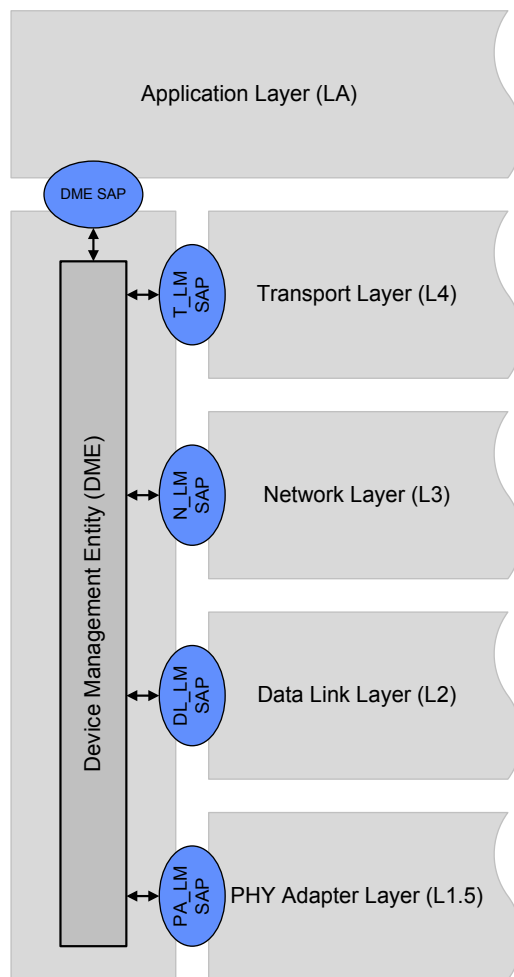 Application Layer (LA)
DME SAP
T_LM
SAP
Transport Layer (L4)
Device Management Entity (DME)
N_LM
SAP
Network Layer (L3)
DL_LM
SAP
Data Link Layer (L2)
PA_LM
SAP
PHY Adapter Layer (L1.5)